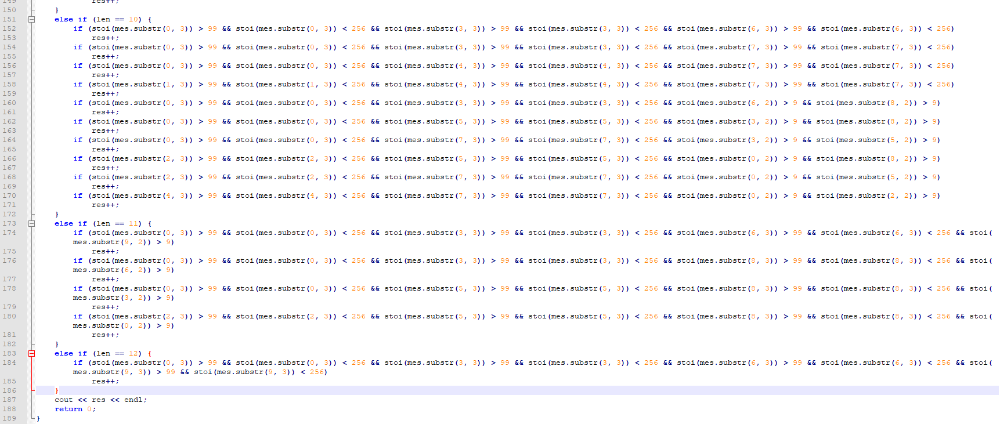 149 res++;
150 }
151 else if (len == 10) {
152 if (stoi(mes.substr(0, 3)) > 99 && stoi(mes.substr(0, 3)) < 256 && stoi(mes.substr(3, 3)) > 99 && stoi(mes.substr(3, 3)) < 256 && stoi(mes.substr(6, 3)) > 99 && stoi(mes.substr(6, 3)) < 256)
153 res++;
154 if (stoi(mes.substr(0, 3)) > 99 && stoi(mes.substr(0, 3)) < 256 && stoi(mes.substr(3, 3)) > 99 && stoi(mes.substr(3, 3)) < 256 && stoi(mes.substr(7, 3)) > 99 && stoi(mes.substr(7, 3)) < 256)
155 res++;
156 if (stoi(mes.substr(0, 3)) > 99 && stoi(mes.substr(0, 3)) < 256 && stoi(mes.substr(4, 3)) > 99 && stoi(mes.substr(4, 3)) < 256 && stoi(mes.substr(7, 3)) > 99 && stoi(mes.substr(7, 3)) < 256)
157 res++;
158 if (stoi(mes.substr(1, 3)) > 99 && stoi(mes.substr(1, 3)) < 256 && stoi(mes.substr(4, 3)) > 99 && stoi(mes.substr(4, 3)) < 256 && stoi(mes.substr(7, 3)) > 99 && stoi(mes.substr(7, 3)) < 256)
159 res++;
160 if (stoi(mes.substr(0, 3)) > 99 && stoi(mes.substr(0, 3)) < 256 && stoi(mes.substr(3, 3)) > 99 && stoi(mes.substr(3, 3)) < 256 && stoi(mes.substr(6, 2)) > 9 && stoi(mes.substr(8, 2)) > 9)
161 res++;
162 if (stoi(mes.substr(0, 3)) > 99 && stoi(mes.substr(0, 3)) < 256 && stoi(mes.substr(5, 3)) > 99 && stoi(mes.substr(5, 3)) < 256 && stoi(mes.substr(3, 2)) > 9 && stoi(mes.substr(8, 2)) > 9)
163 res++;
164 if (stoi(mes.substr(0, 3)) > 99 && stoi(mes.substr(0, 3)) < 256 && stoi(mes.substr(7, 3)) > 99 && stoi(mes.substr(7, 3)) < 256 && stoi(mes.substr(3, 2)) > 9 && stoi(mes.substr(5, 2)) > 9)
165 res++;
166 if (stoi(mes.substr(2, 3)) > 99 && stoi(mes.substr(2, 3)) < 256 && stoi(mes.substr(5, 3)) > 99 && stoi(mes.substr(5, 3)) < 256 && stoi(mes.substr(0, 2)) > 9 && stoi(mes.substr(8, 2)) > 9)
167 res++;
168 if (stoi(mes.substr(2, 3)) > 99 && stoi(mes.substr(2, 3)) < 256 && stoi(mes.substr(7, 3)) > 99 && stoi(mes.substr(7, 3)) < 256 && stoi(mes.substr(0, 2)) > 9 && stoi(mes.substr(5, 2)) > 9)
169 res++;
170 if (stoi(mes.substr(4, 3)) > 99 && stoi(mes.substr(4, 3)) < 256 && stoi(mes.substr(7, 3)) > 99 && stoi(mes.substr(7, 3)) < 256 && stoi(mes.substr(0, 2)) > 9 && stoi(mes.substr(2, 2)) > 9)
171 res++;
172 }
173 else if (len == 11) {
174 if (stoi(mes.substr(0, 3)) > 99 && stoi(mes.substr(0, 3)) < 256 && stoi(mes.substr(3, 3)) > 99 && stoi(mes.substr(3, 3)) < 256 && stoi(mes.substr(6, 3)) > 99 && stoi(mes.substr(6, 3)) < 256 && stoi(
mes.substr(9, 2)) > 9)
175 res++;
176 if (stoi(mes.substr(0, 3)) > 99 && stoi(mes.substr(0, 3)) < 256 && stoi(mes.substr(3, 3)) > 99 && stoi(mes.substr(3, 3)) < 256 && stoi(mes.substr(8, 3)) > 99 && stoi(mes.substr(8, 3)) < 256 && stoi(
mes.substr(6, 2)) > 9)
177 res++;
178 if (stoi(mes.substr(0, 3)) > 99 && stoi(mes.substr(0, 3)) < 256 && stoi(mes.substr(5, 3)) > 99 && stoi(mes.substr(5, 3)) < 256 && stoi(mes.substr(8, 3)) > 99 && stoi(mes.substr(8, 3)) < 256 && stoi(
mes.substr(3, 2)) > 9)
179 res++;
180 if (stoi(mes.substr(2, 3)) > 99 && stoi(mes.substr(2, 3)) < 256 && stoi(mes.substr(5, 3)) > 99 && stoi(mes.substr(5, 3)) < 256 && stoi(mes.substr(8, 3)) > 99 && stoi(mes.substr(8, 3)) < 256 && stoi(
mes.substr(0, 2)) > 9)
181 res++;
182 }
183 else if (len == 12) {
184 if (stoi(mes.substr(0, 3)) > 99 && stoi(mes.substr(0, 3)) < 256 && stoi(mes.substr(3, 3)) > 99 && stoi(mes.substr(3, 3)) < 256 && stoi(mes.substr(6, 3)) > 99 && stoi(mes.substr(6, 3)) < 256 && stoi(
mes.substr(9, 3)) > 99 && stoi(mes.substr(9, 3)) < 256)
185 res++;
186 }
187 cout << res << endl;
188 return 0;
189 }